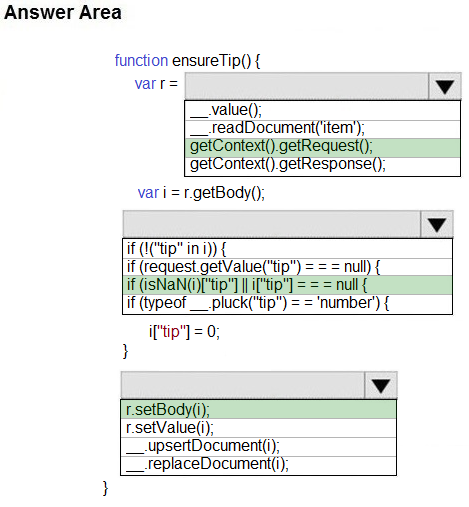 Answer Area
function ensureTip() {
var r =
__.value();
__.readDocument('item');
getContext().getRequest();
getContext().getResponse();
var i = r.getBody();
if (!("tip" in i)) {
if (request.getValue("tip") = = = null) {
if (isNaN(i)["tip"] || i["tip"] = = = null {
if (typeof __.pluck("tip") = = 'number') {
i["tip"] = 0;
}
r.setBody(i);
r.setValue(i);
__.upsertDocument(i);
__.replaceDocument(i);
}